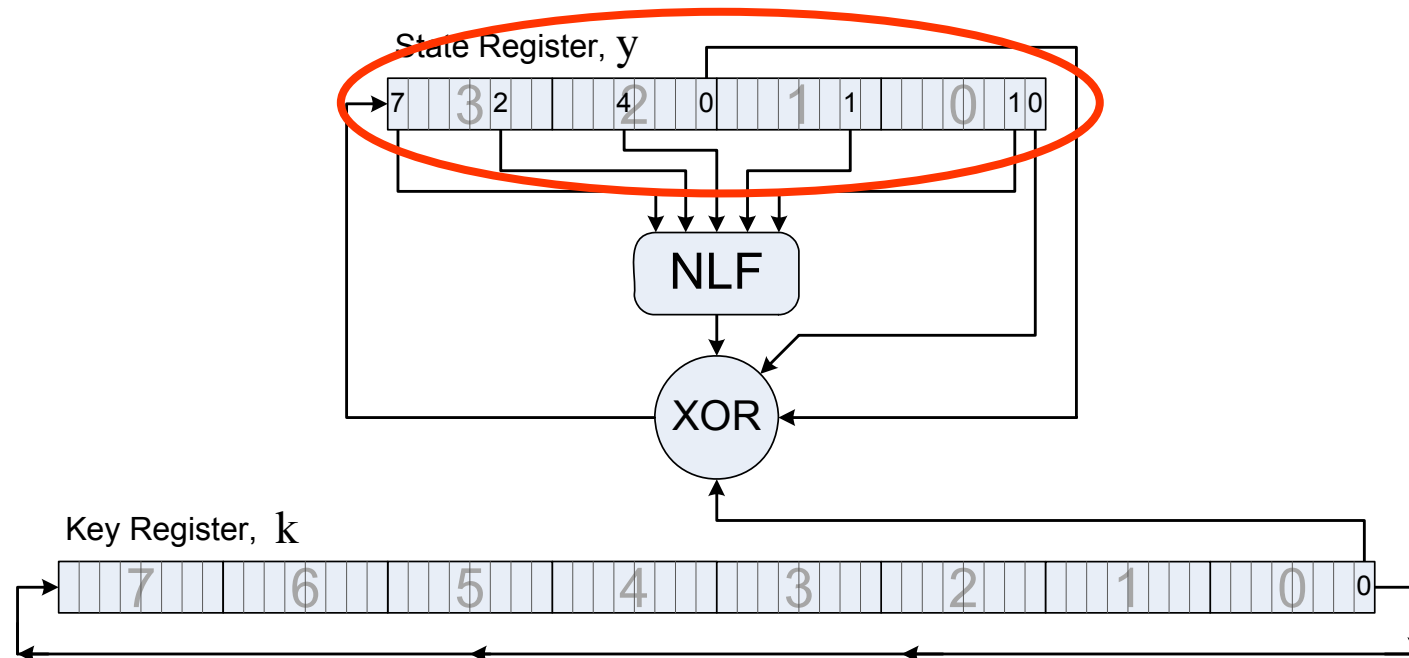 State Register, y
7 3 2 4 2 0 1 1 0 1 0
NLF
XOR
Key Register, k
7 6 5 4 3 2 1 0 0